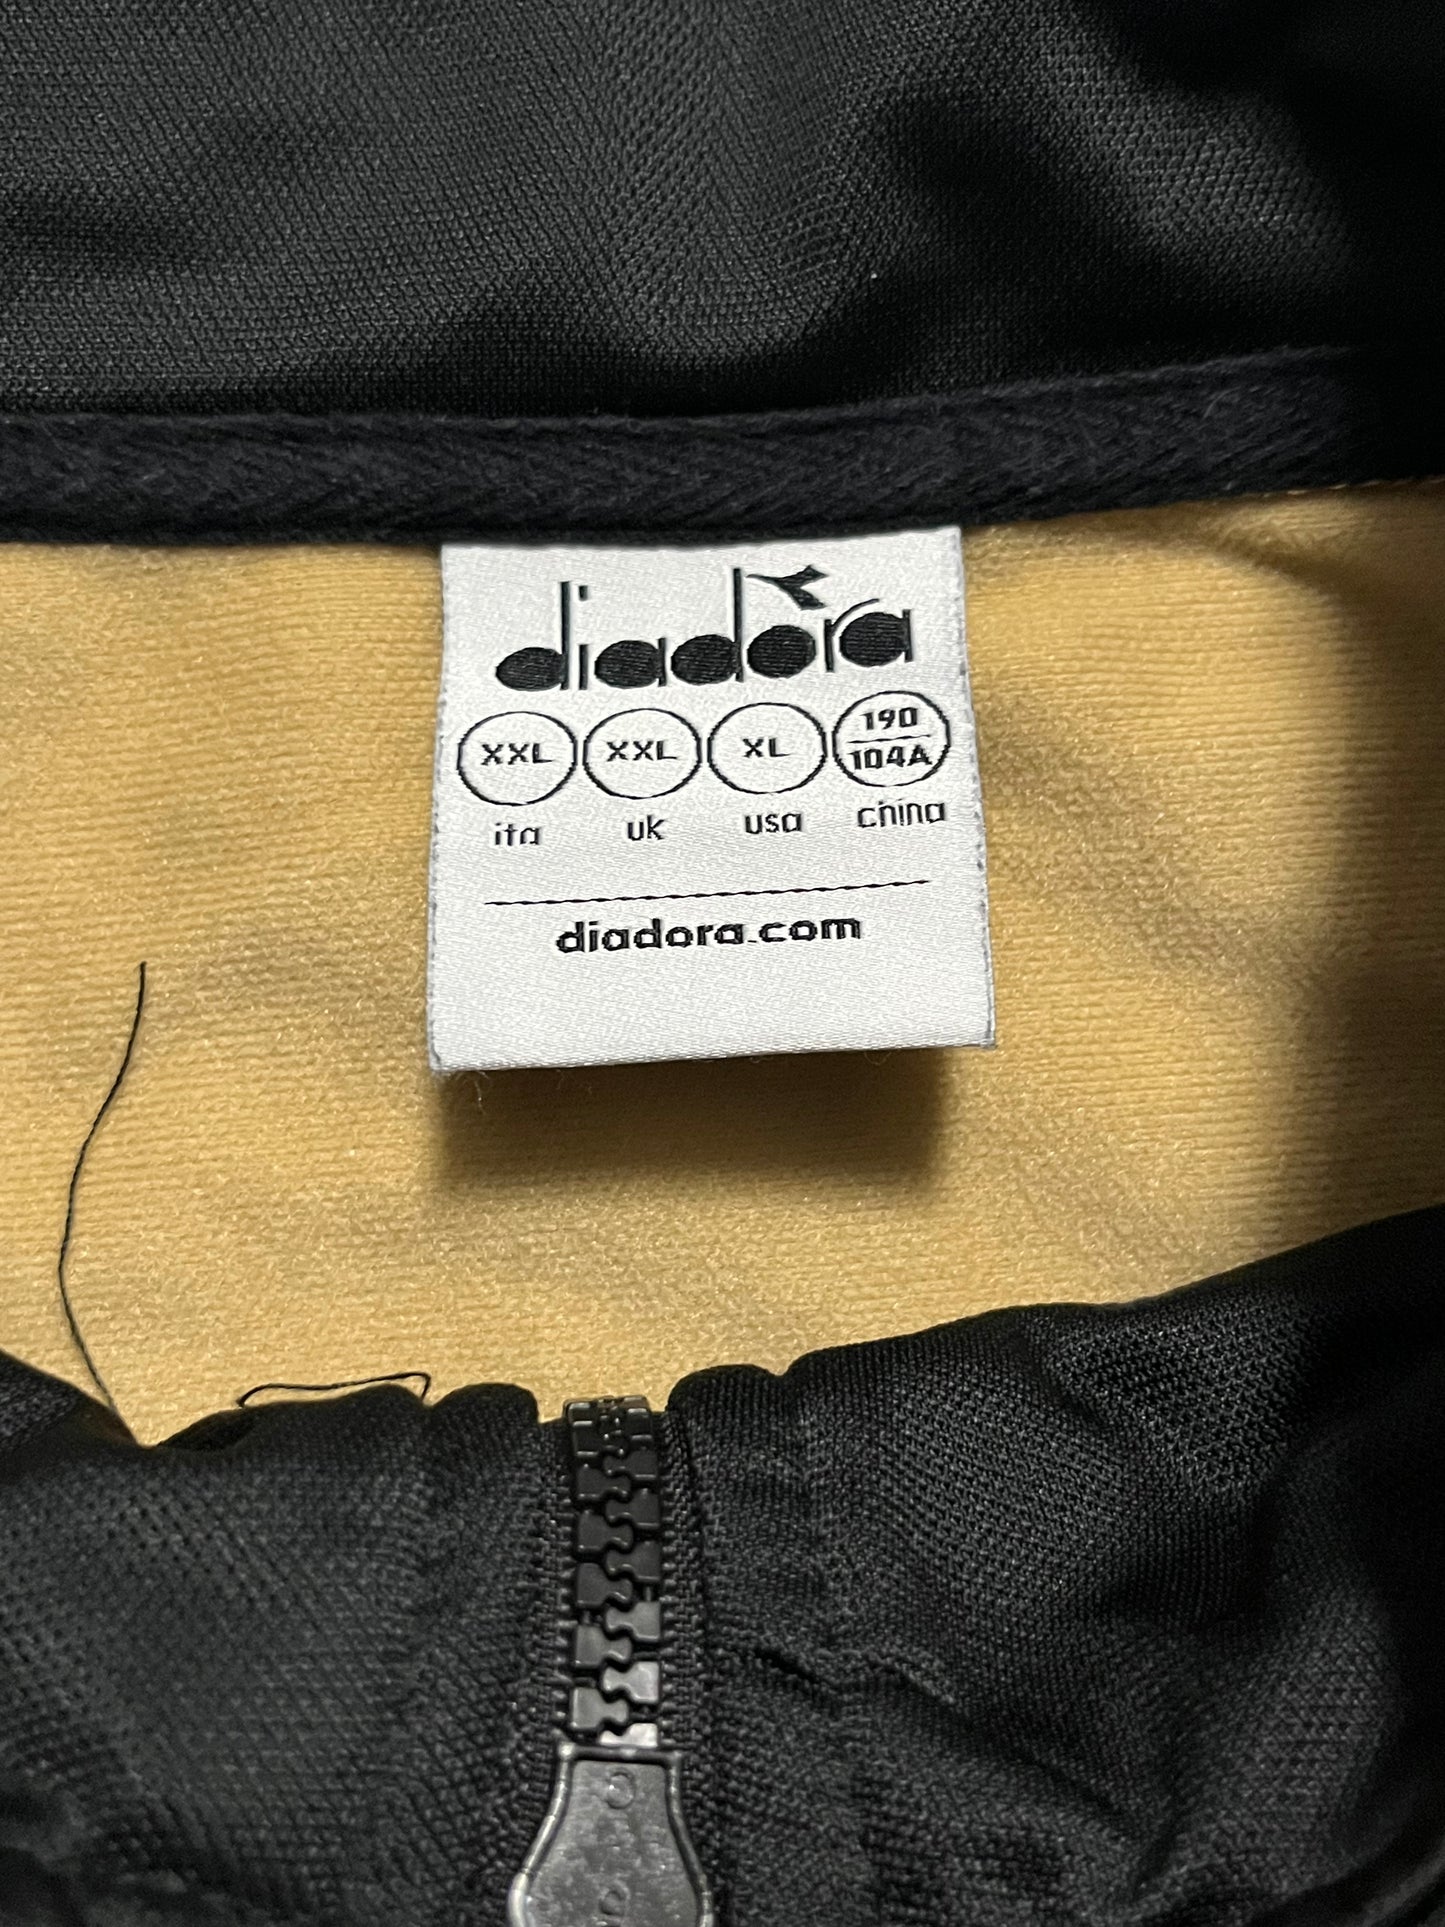 diadora
XXL XXL XL 190
104A
ita uk usa china
diadora.com